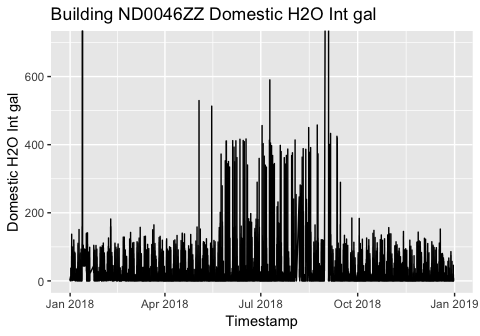 Building ND0046ZZ Domestic H2O Int gal
Domestic H2O Int gal
600
400
200
0
Jan 2018
Apr 2018
Jul 2018
Oct 2018
Jan 2019
Timestamp